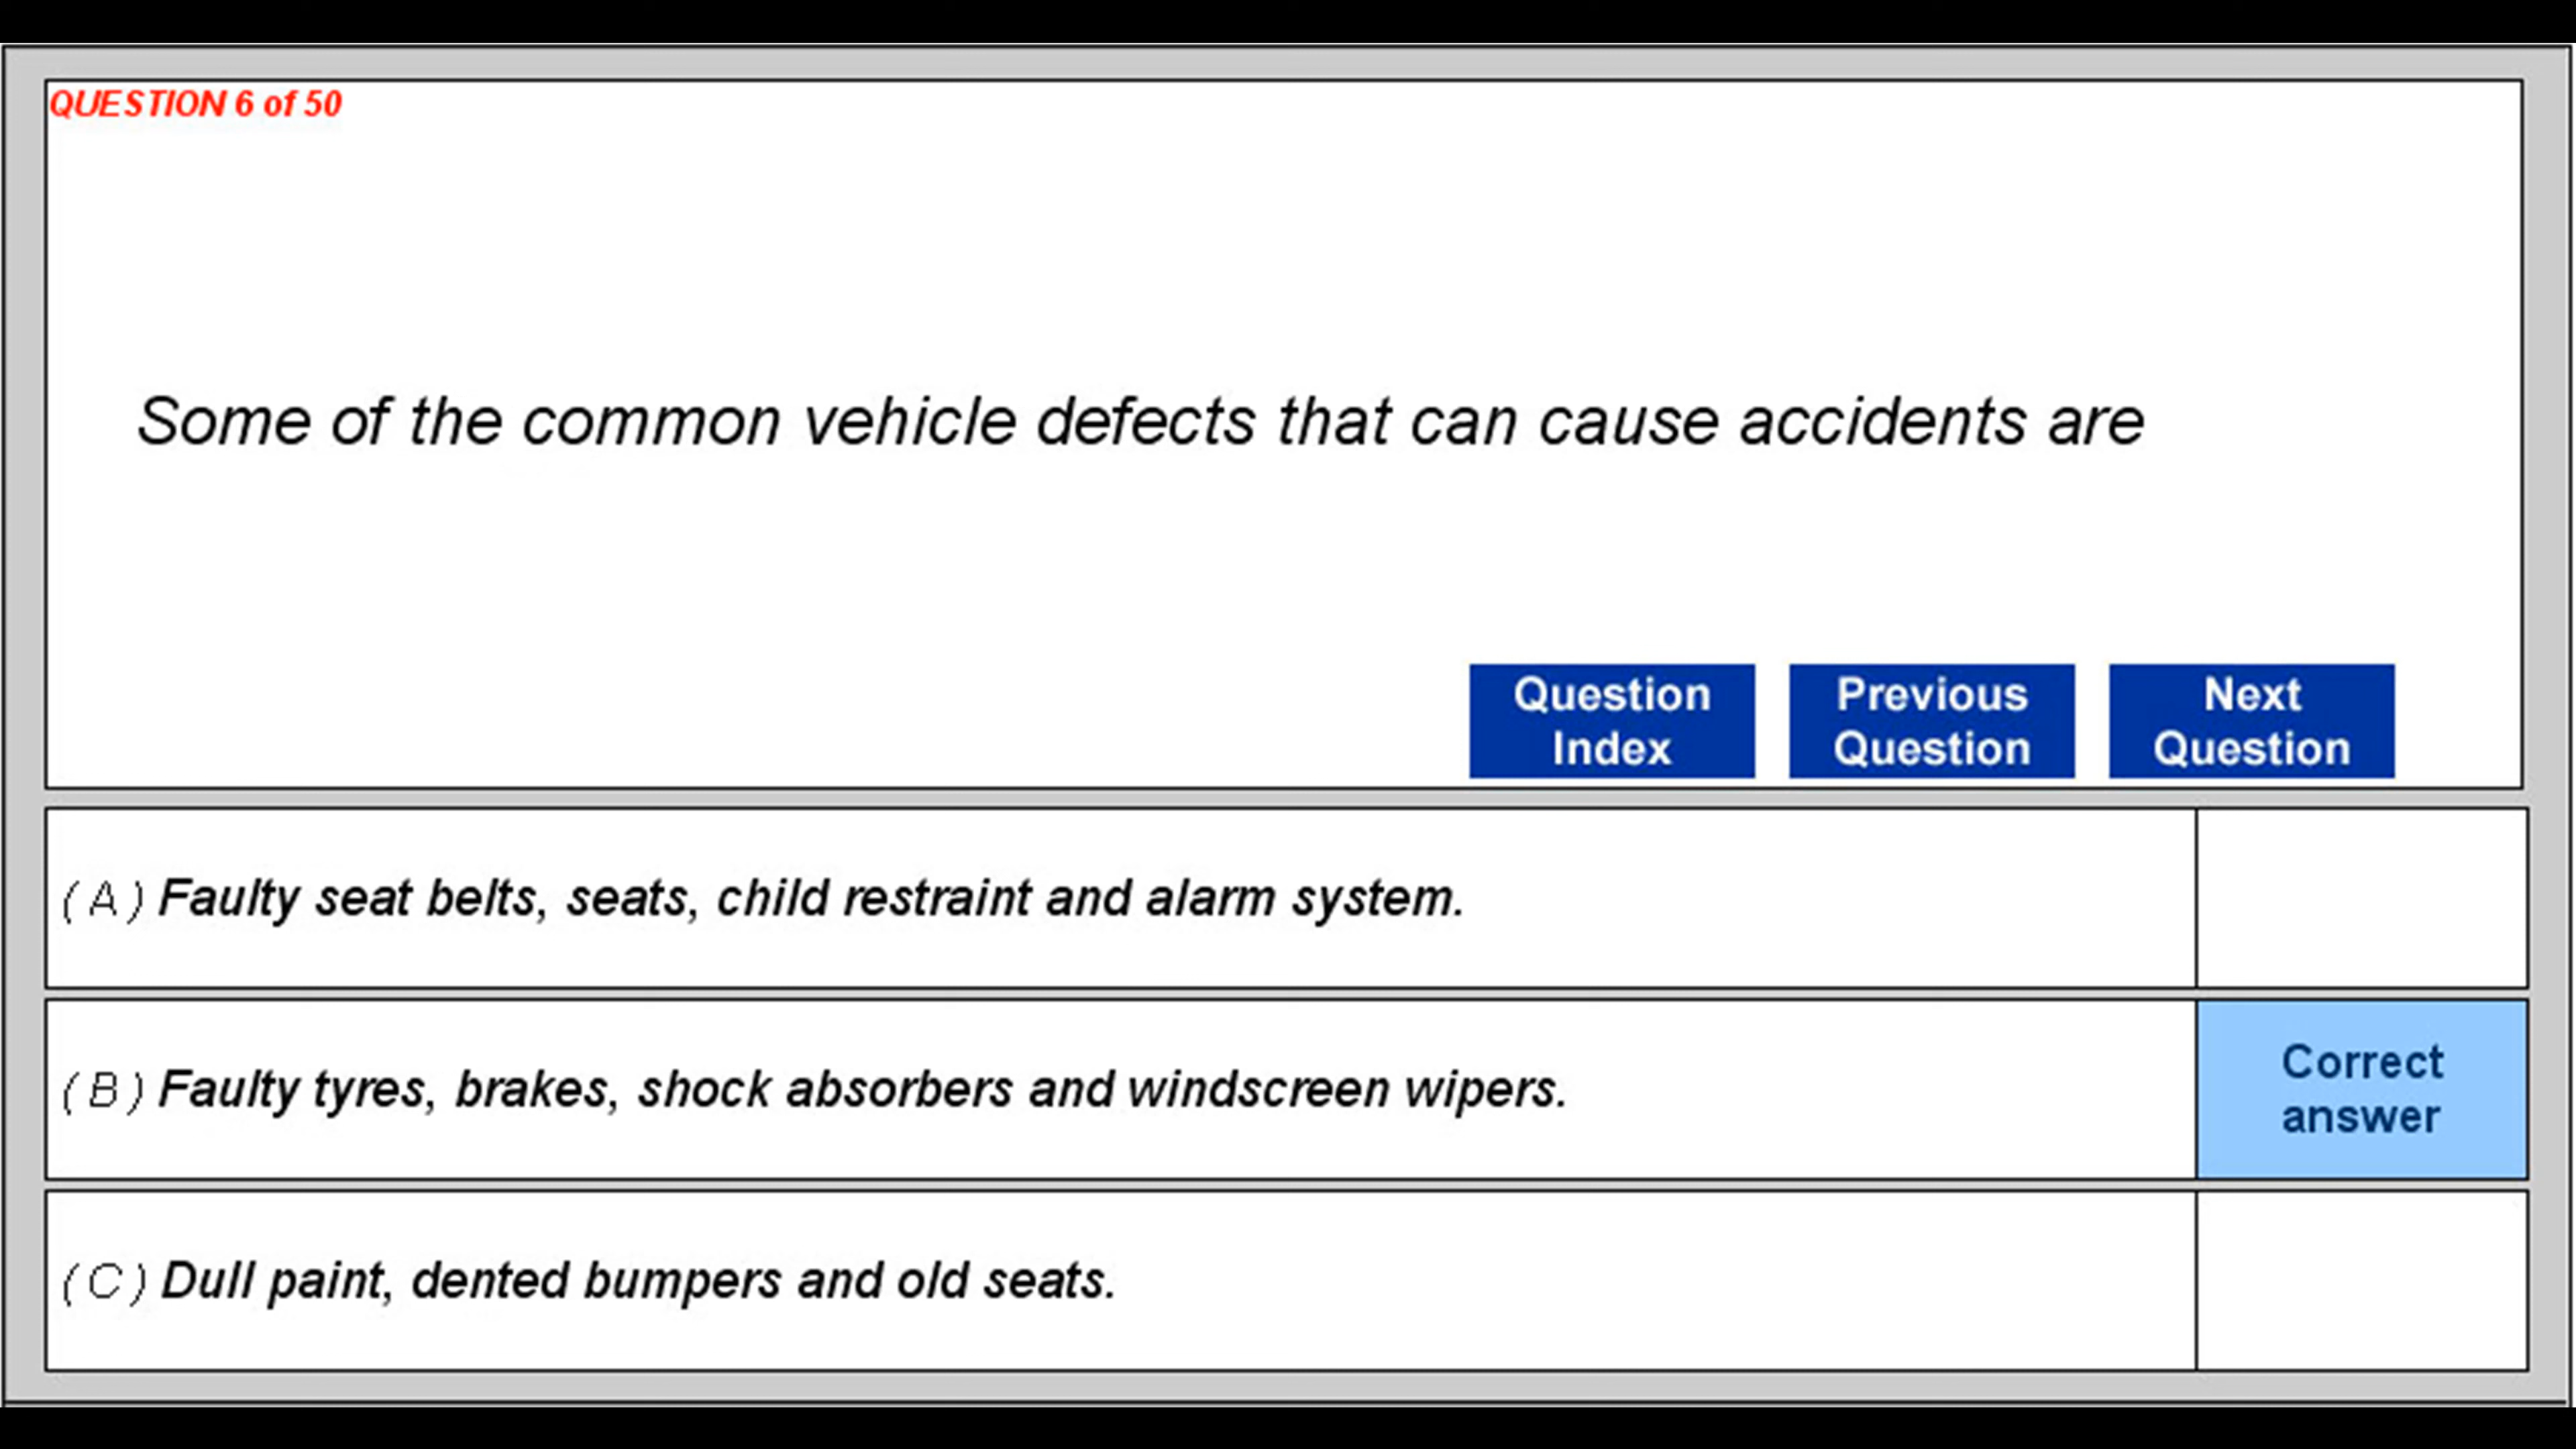 QUESTION 6 of 50
Some of the common vehicle defects that can cause accidents are
Question Index
Previous Question
Next Question
(A) Faulty seat belts, seats, child restraint and alarm system.
(B) Faulty tyres, brakes, shock absorbers and windscreen wipers.
Correct answer
(C) Dull paint, dented bumpers and old seats.